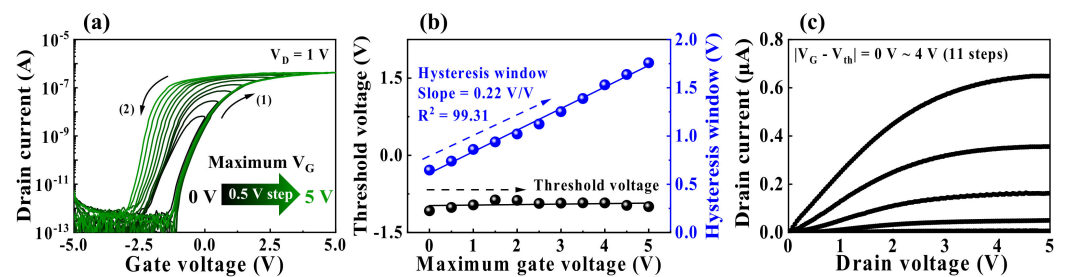 (a)
10⁻⁵
10⁻⁷
10⁻⁹
10⁻¹¹
10⁻¹³
Drain current (A)
V_D = 1 V
(2)
(1)
Maximum V_G
0 V 0.5 V step 5 V
-5.0 -2.5 0.0 2.5 5.0
Gate voltage (V)
(b)
1.5
0.0
-1.5
Threshold voltage (V)
Hysteresis window
Slope = 0.22 V/V
R² = 99.31
Threshold voltage
2.0
1.5
1.0
0.5
0.0
Hysteresis window (V)
0 1 2 3 4 5
Maximum gate voltage (V)
(c)
0.8
0.6
0.4
0.2
0.0
Drain current (μA)
|V_G - V_th| = 0 V ~ 4 V (11 steps)
0 1 2 3 4 5
Drain voltage (V)